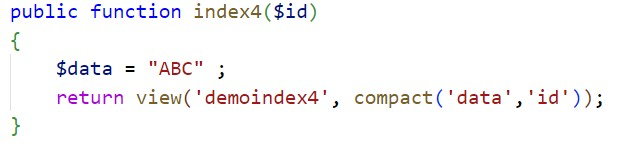 public function index4($id)
{
    $data = "ABC" ;
    return view('demoindex4', compact('data','id'));
}